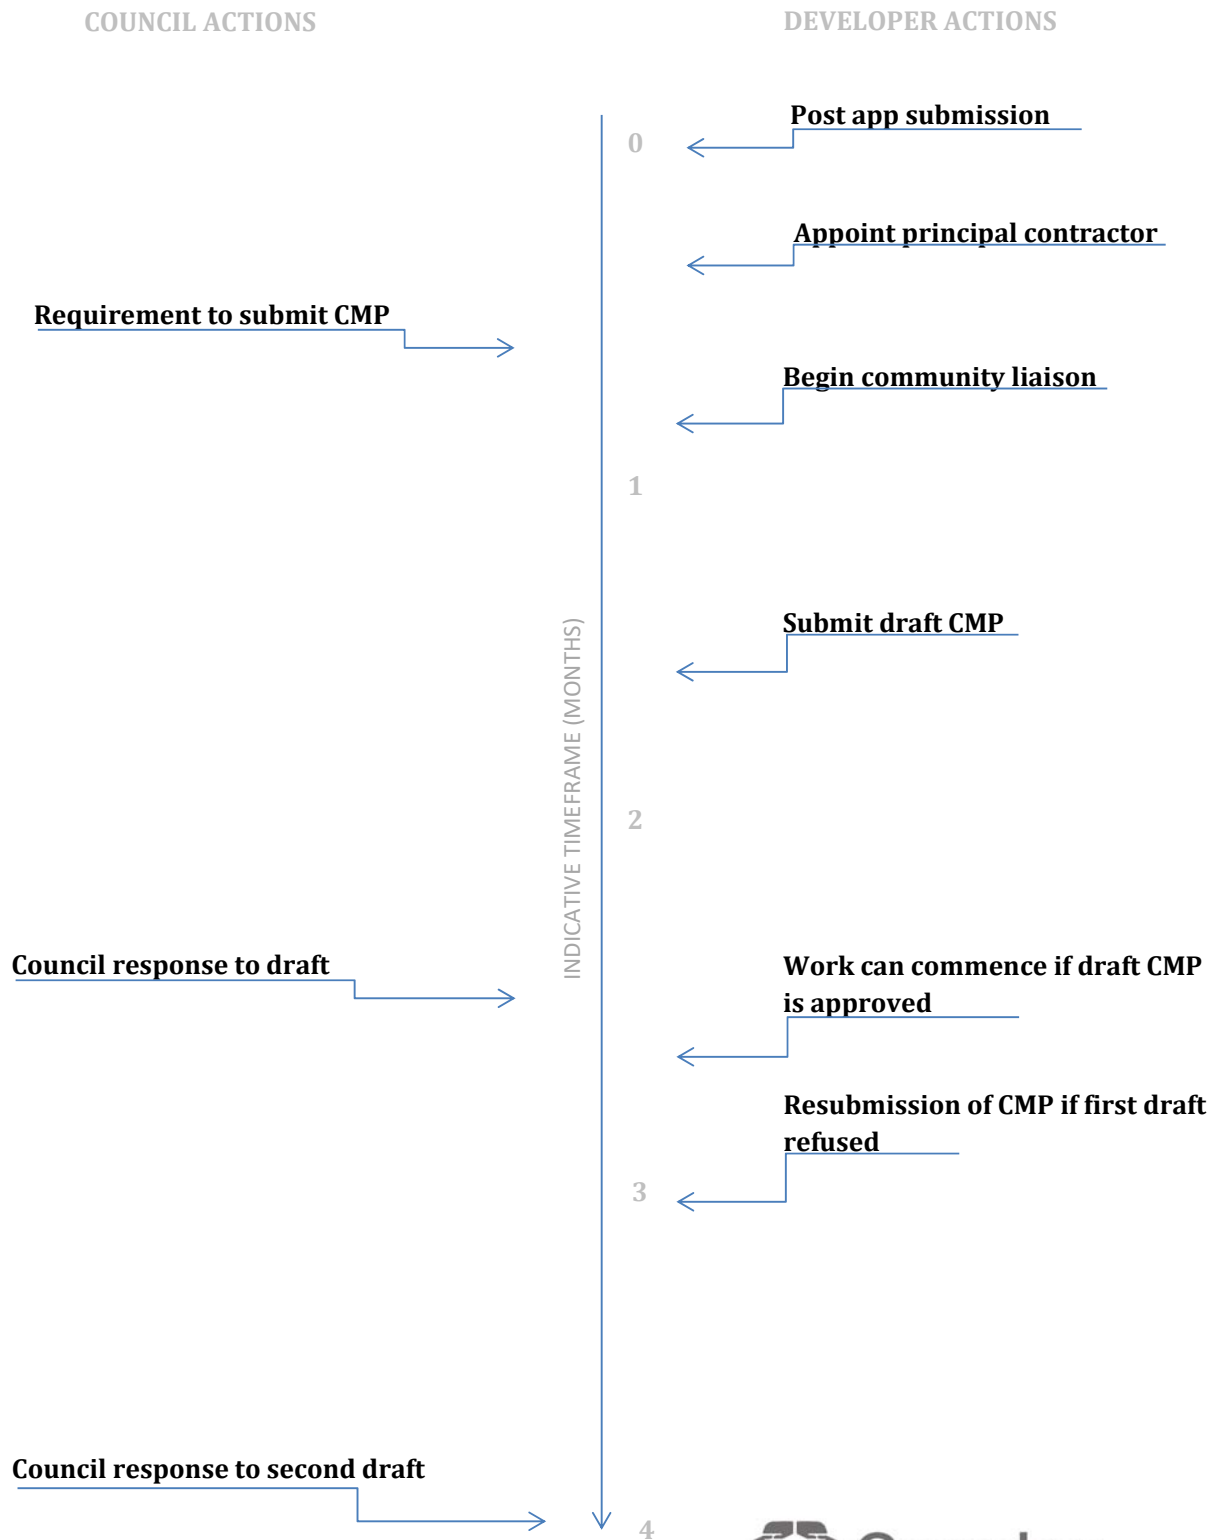 COUNCIL ACTIONS
DEVELOPER ACTIONS
Post app submission
0
Appoint principal contractor
Requirement to submit CMP
Begin community liaison
1
Submit draft CMP
INDICATIVE TIMEFRAME (MONTHS)
2
Council response to draft
Work can commence if draft CMP
is approved
Resubmission of CMP if first draft
refused
3
Council response to second draft
4